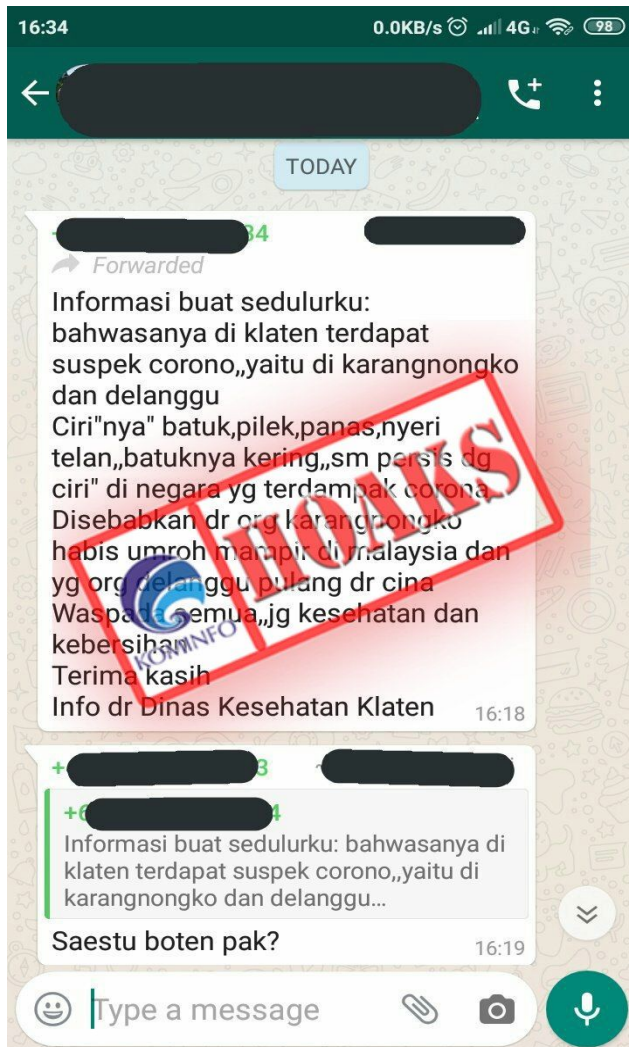 16:34
0.0KB/s 4G 98
TODAY
34
Forwarded
Informasi buat sedulurku:
bahwasanya di klaten terdapat
suspek corono,,yaitu di karangnongko
dan delanggu
Ciri"nya" batuk,pilek,panas,nyeri
telan,,batuknya kering,,sm persis dg
ciri" di negara yg terdampak corona
Disebabkan dr org karangnongko
habis umroh mampir di malaysia dan
yg org delanggu pulang dr cina
Waspada semua,,jg kesehatan dan
kebersihan
Terima kasih
Info dr Dinas Kesehatan Klaten 16:18
HOAKS
KOMINFO
+ 3
+6 4
Informasi buat sedulurku: bahwasanya di
klaten terdapat suspek corono,,yaitu di
karangnongko dan delanggu...
Saestu boten pak? 16:19
Type a message